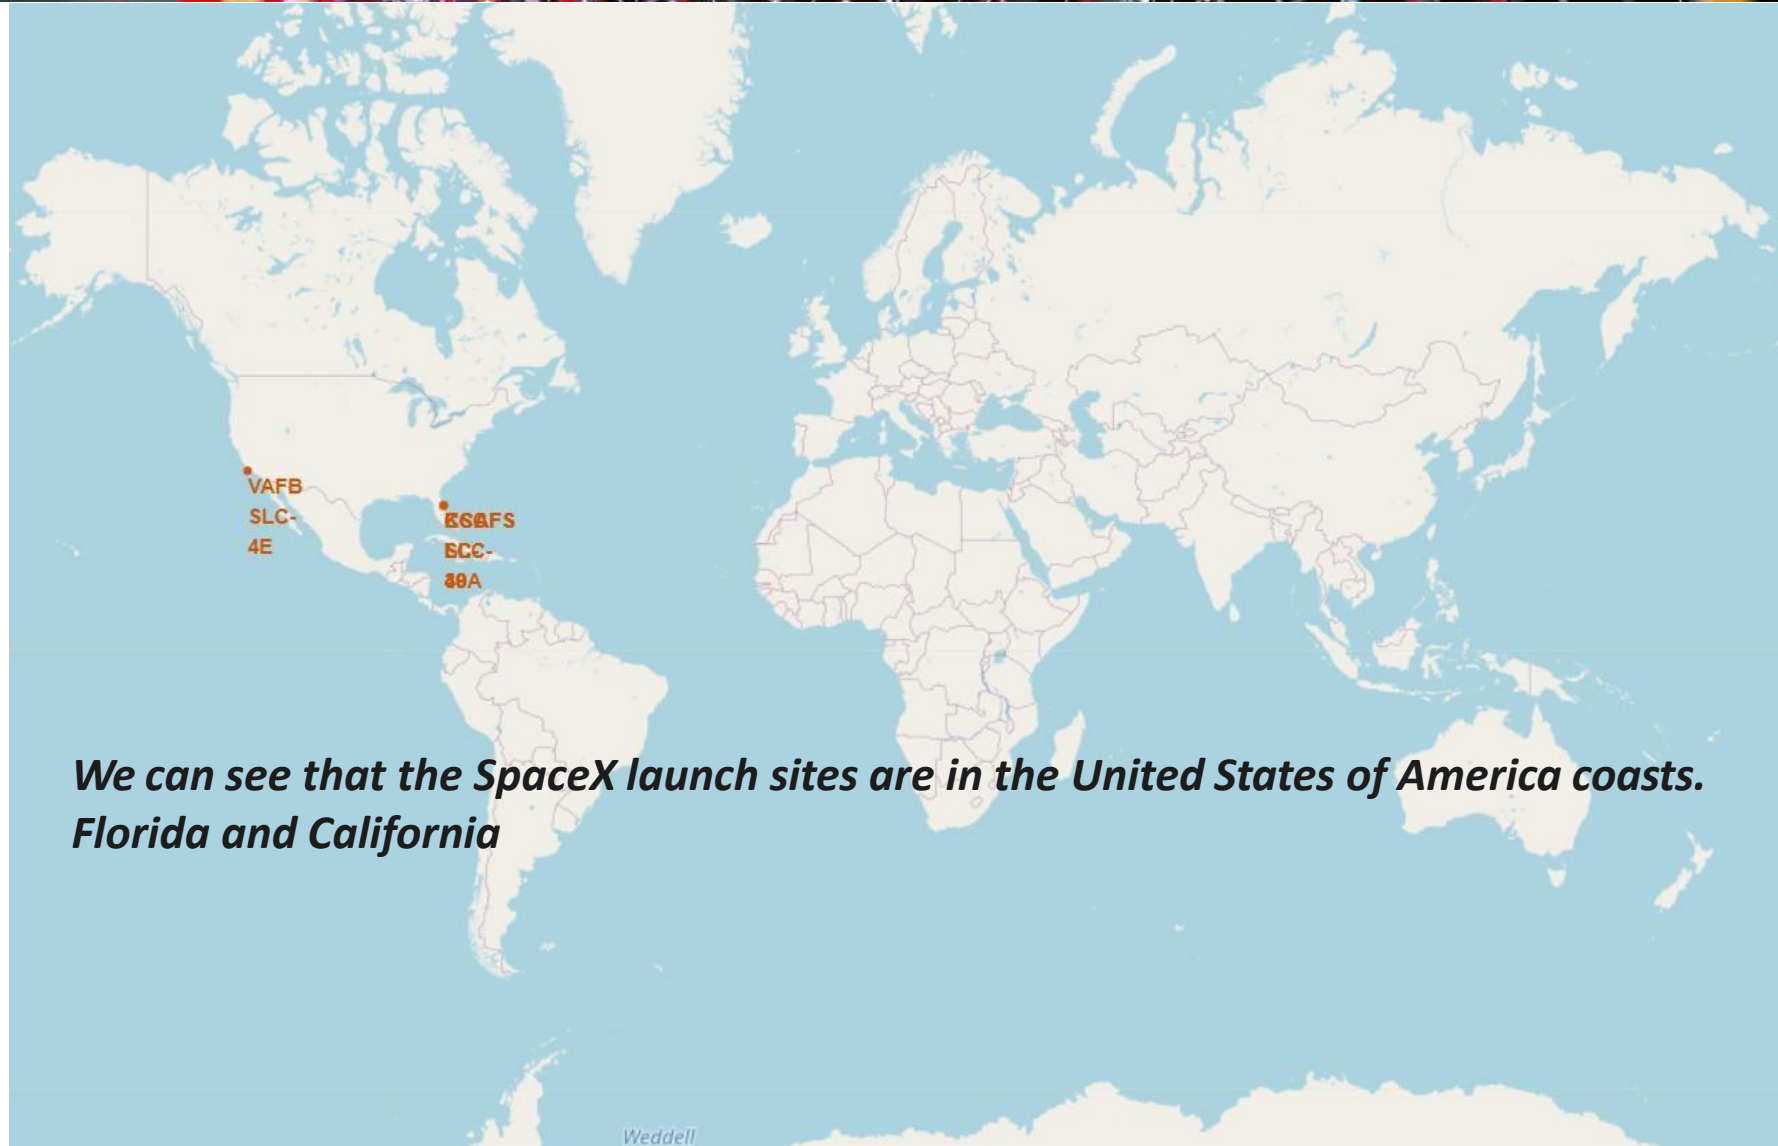 VAFB
SLC-
4E
We can see that the SpaceX launch sites are in the United States of America coasts.
Florida and California
Weddell